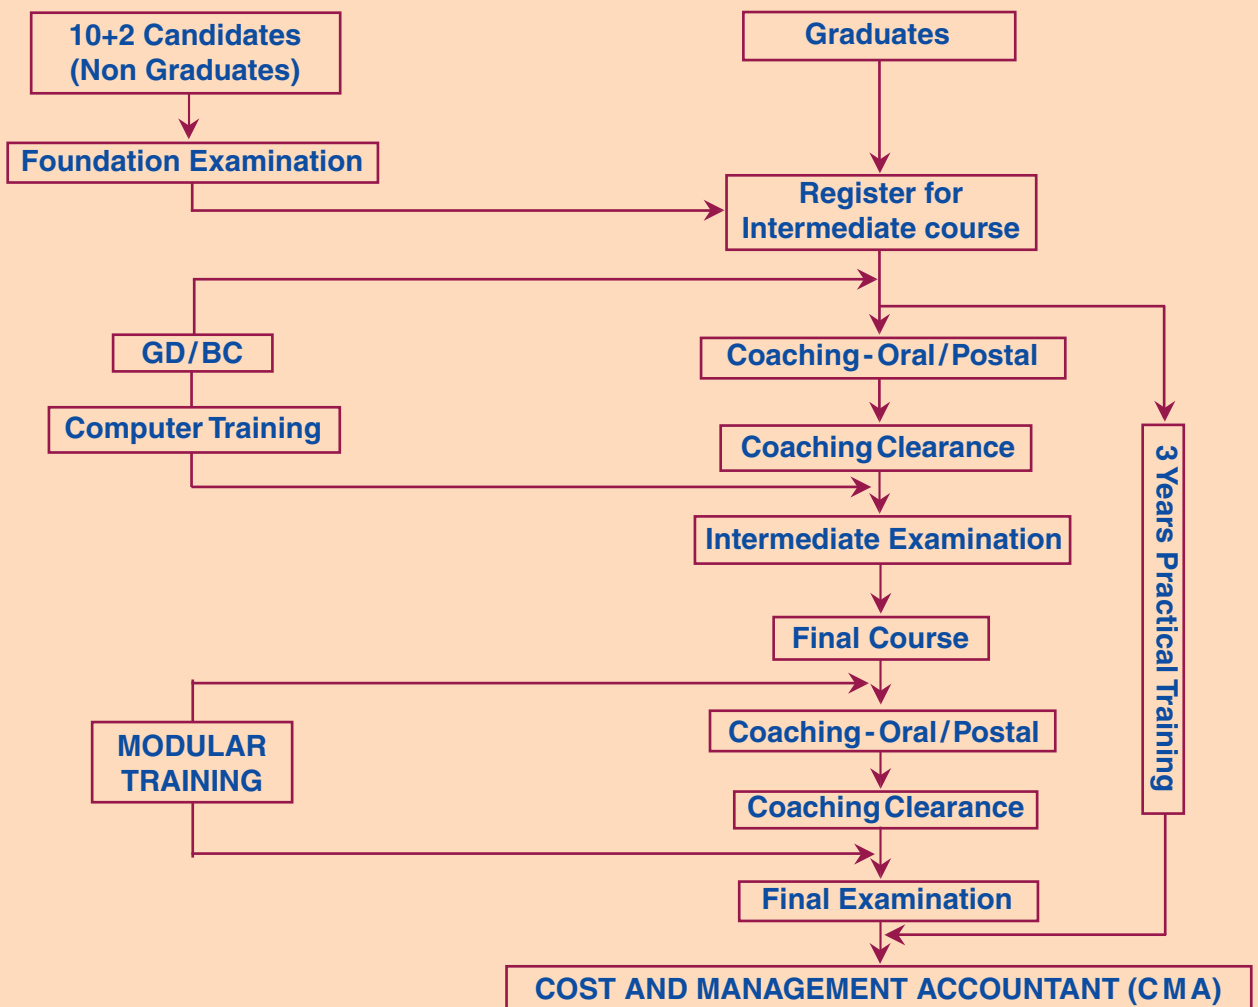 10+2 Candidates
(Non Graduates)
Graduates
Foundation Examination
Register for
Intermediate course
GD/BC
Coaching-Oral/Postal
Computer Training
Coaching Clearance
3 Years Practical Training
Intermediate Examination
Final Course
MODULAR
TRAINING
Coaching-Oral/Postal
Coaching Clearance
Final Examination
COST AND MANAGEMENT ACCOUNTANT (CMA)